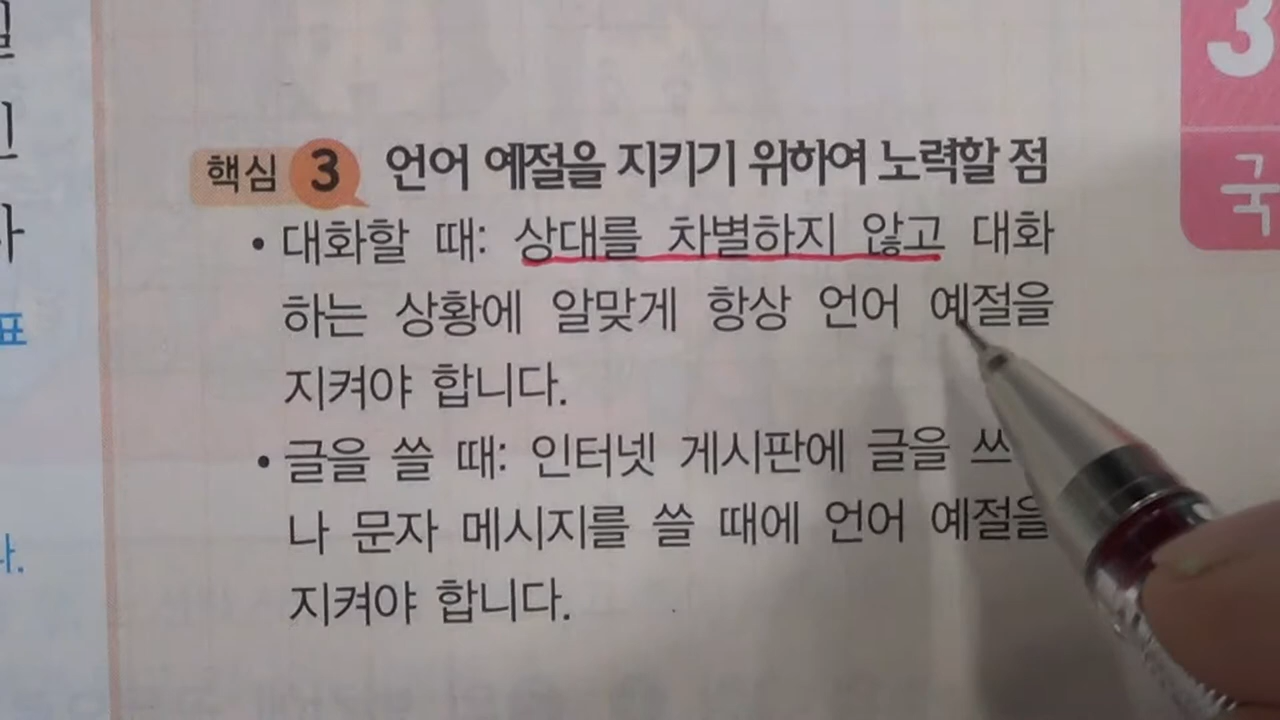 핵심 3 언어 예절을 지키기 위하여 노력할 점
• 대화할 때: 상대를 차별하지 않고 대화
하는 상황에 알맞게 항상 언어 예절을
지켜야 합니다.
• 글을 쓸 때: 인터넷 게시판에 글을 쓰
나 문자 메시지를 쓸 때에 언어 예절을
지켜야 합니다.
3
국
표
다.